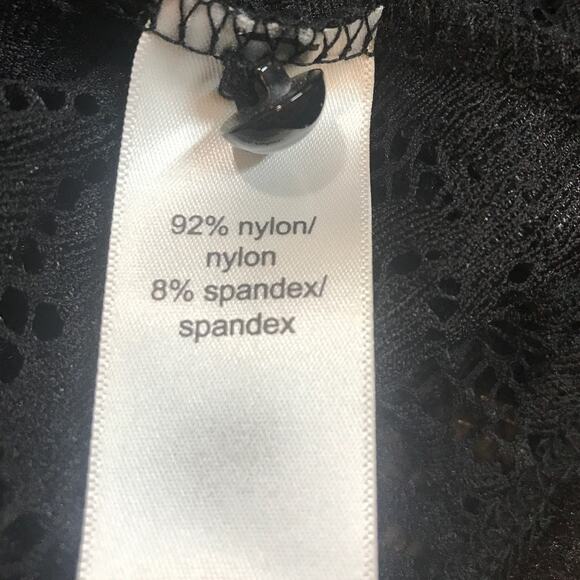 92% nylon/
nylon
8% spandex/
spandex